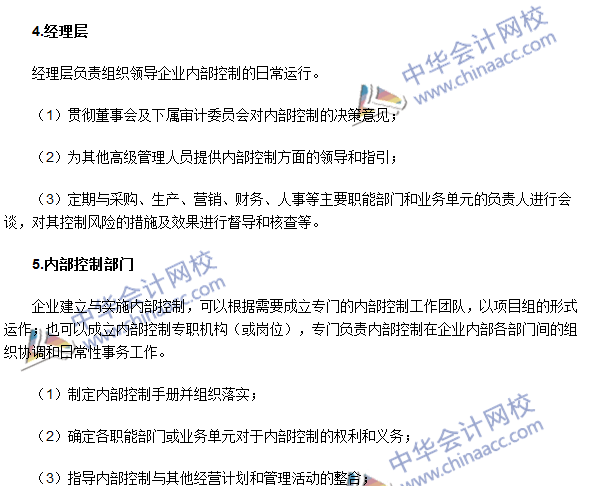 4.经理层
经理层负责组织领导企业内部控制的日常运行。
（1）贯彻董事会及下属审计委员会对内部控制的决策意见；
（2）为其他高级管理人员提供内部控制方面的领导和指引；
（3）定期与采购、生产、营销、财务、人事等主要职能部门和业务单元的负责人进行会
谈，对其控制风险的措施及效果进行督导和核查等。
5.内部控制部门
企业建立与实施内部控制，可以根据需要成立专门的内部控制工作团队，以项目组的形式
运作；也可以成立内部控制专职机构（或岗位），专门负责内部控制在企业内部各部门间的组
织协调和日常性事务工作。
（1）制定内部控制手册并组织落实；
（2）确定各职能部门或业务单元对于内部控制的权利和义务；
（3）指导内部控制与其他经营计划和管理活动的整合；
中华会计网校
www.chinaacc.com
中华会计网校
www.chinaacc.com
中华会计网校
www.chinaacc.com